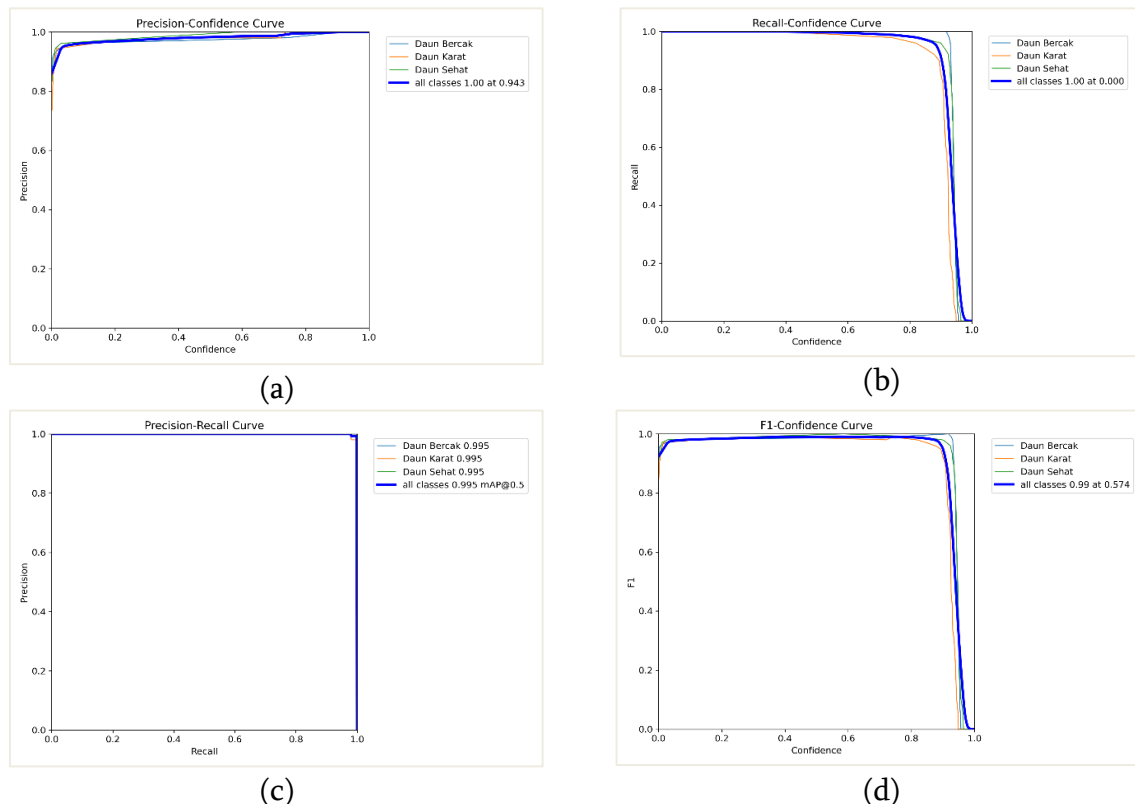 Precision-Confidence Curve
1.0
0.8
0.6
0.4
0.2
0.0
Precision
0.0 0.2 0.4 0.6 0.8 1.0
Confidence
Daun Bercak
Daun Karat
Daun Sehat
all classes 1.00 at 0.943
(a)
Recall-Confidence Curve
1.0
0.8
0.6
0.4
0.2
0.0
Recall
0.0 0.2 0.4 0.6 0.8 1.0
Confidence
Daun Bercak
Daun Karat
Daun Sehat
all classes 1.00 at 0.000
(b)
Precision-Recall Curve
1.0
0.8
0.6
0.4
0.2
0.0
Precision
0.0 0.2 0.4 0.6 0.8 1.0
Recall
Daun Bercak 0.995
Daun Karat 0.995
Daun Sehat 0.995
all classes 0.995 mAP@0.5
(c)
F1-Confidence Curve
1.0
0.8
0.6
0.4
0.2
0.0
F1
0.0 0.2 0.4 0.6 0.8 1.0
Confidence
Daun Bercak
Daun Karat
Daun Sehat
all classes 0.99 at 0.574
(d)